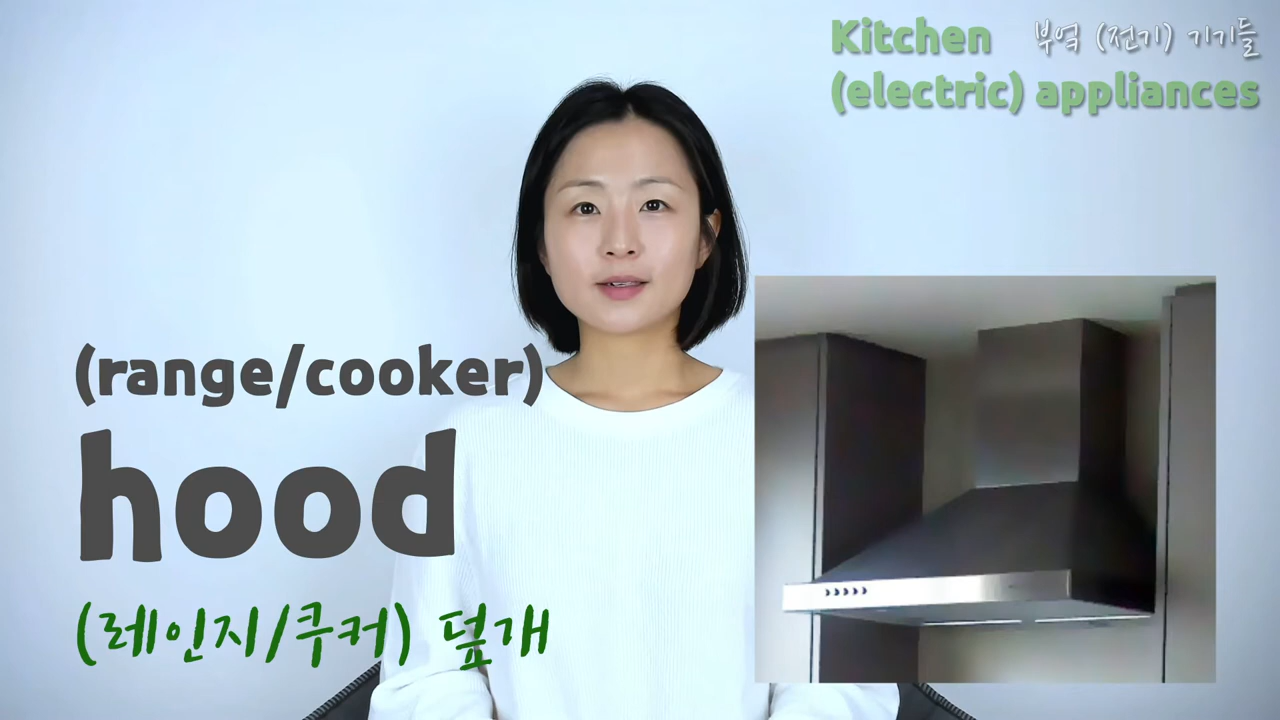 Kitchen 부엌 (전기) 기기들
(electric) appliances
(range/cooker)
hood
(레인지/쿠커) 덮개